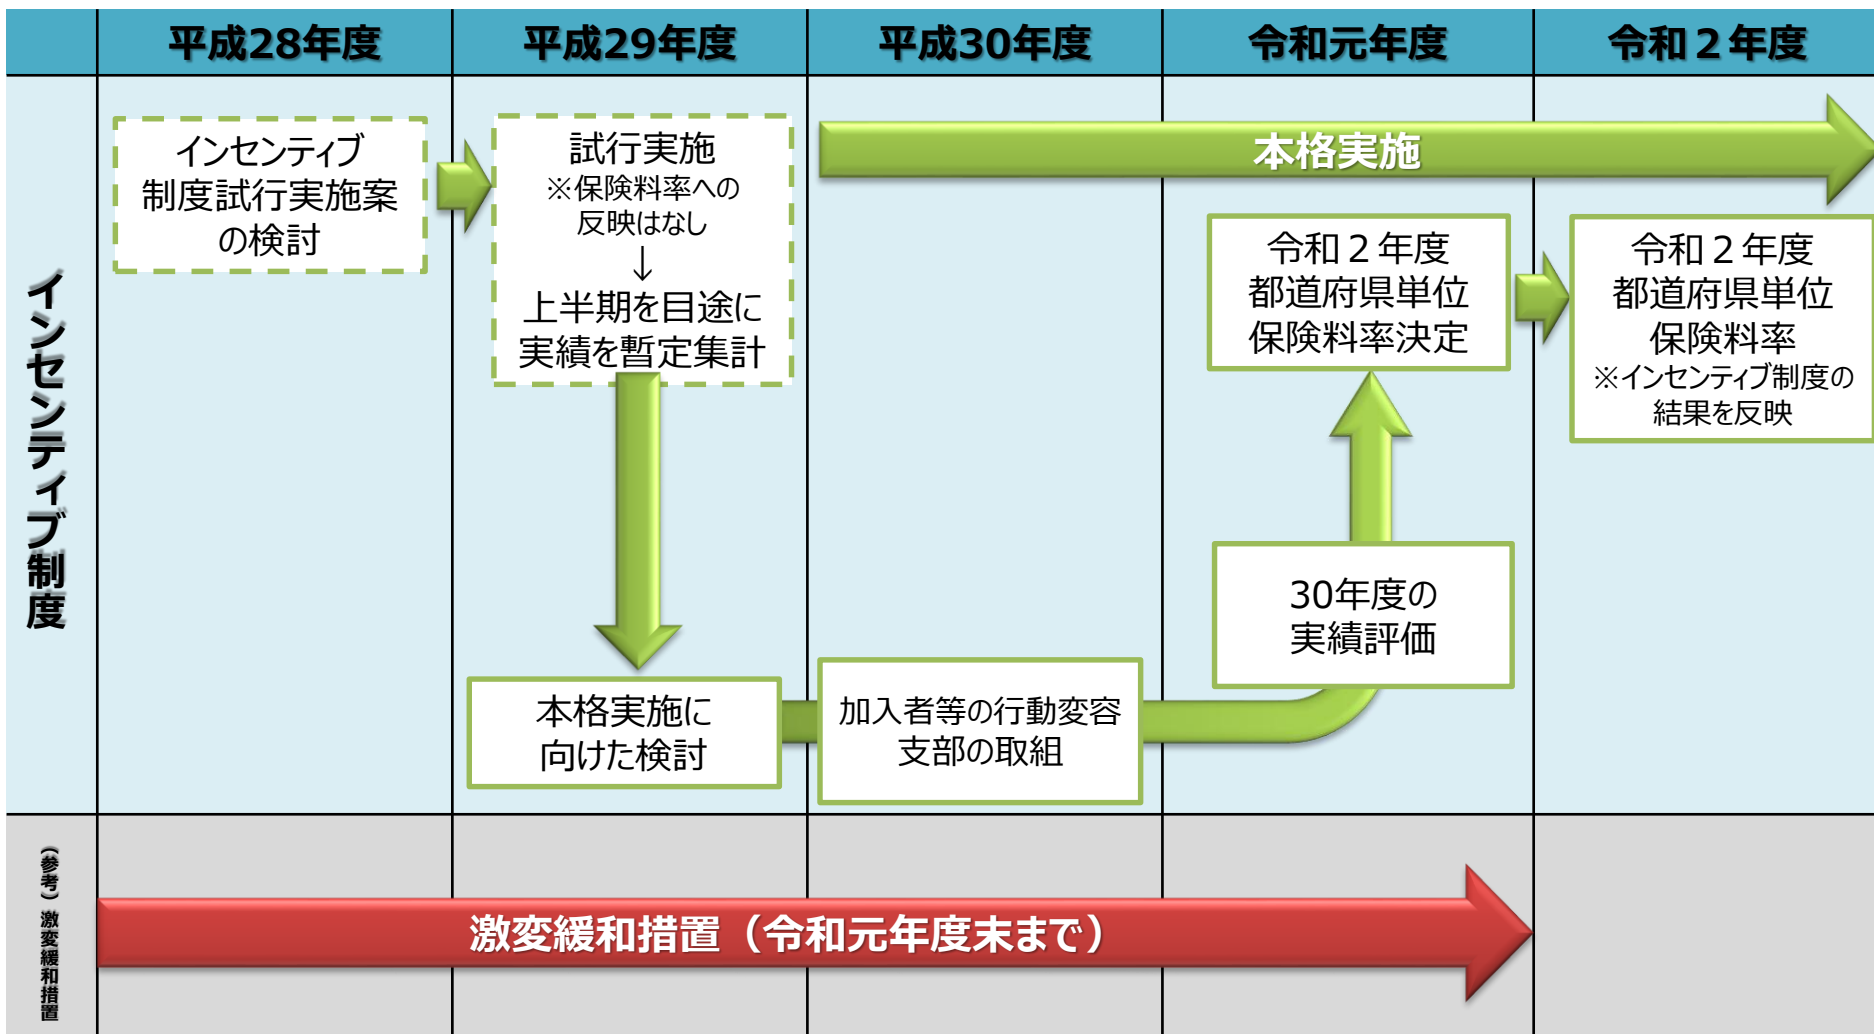 平成28年度
平成29年度
平成30年度
令和元年度
令和２年度
インセンティブ制度
インセンティブ
制度試行実施案
の検討
試行実施
※保険料率への
反映はなし
↓
上半期を目途に
実績を暫定集計
本格実施に
向けた検討
本格実施
加入者等の行動変容
支部の取組
30年度の
実績評価
令和２年度
都道府県単位
保険料率決定
令和２年度
都道府県単位
保険料率
※インセンティブ制度の
結果を反映
（参考）激変緩和措置
激変緩和措置（令和元年度末まで）